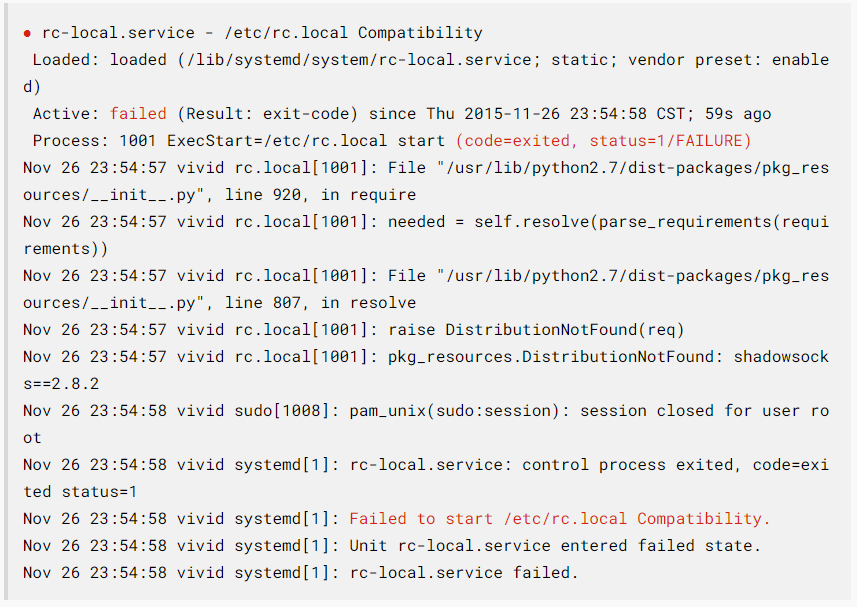 ● rc-local.service - /etc/rc.local Compatibility
Loaded: loaded (/lib/systemd/system/rc-local.service; static; vendor preset: enable
d)
Active: failed (Result: exit-code) since Thu 2015-11-26 23:54:58 CST; 59s ago
Process: 1001 ExecStart=/etc/rc.local start (code=exited, status=1/FAILURE)
Nov 26 23:54:57 vivid rc.local[1001]: File "/usr/lib/python2.7/dist-packages/pkg_res
ources/__init__.py", line 920, in require
Nov 26 23:54:57 vivid rc.local[1001]: needed = self.resolve(parse_requirements(requi
rements))
Nov 26 23:54:57 vivid rc.local[1001]: File "/usr/lib/python2.7/dist-packages/pkg_res
ources/__init__.py", line 807, in resolve
Nov 26 23:54:57 vivid rc.local[1001]: raise DistributionNotFound(req)
Nov 26 23:54:57 vivid rc.local[1001]: pkg_resources.DistributionNotFound: shadowsock
s==2.8.2
Nov 26 23:54:58 vivid sudo[1008]: pam_unix(sudo:session): session closed for user ro
ot
Nov 26 23:54:58 vivid systemd[1]: rc-local.service: control process exited, code=exi
ted status=1
Nov 26 23:54:58 vivid systemd[1]: Failed to start /etc/rc.local Compatibility.
Nov 26 23:54:58 vivid systemd[1]: Unit rc-local.service entered failed state.
Nov 26 23:54:58 vivid systemd[1]: rc-local.service failed.